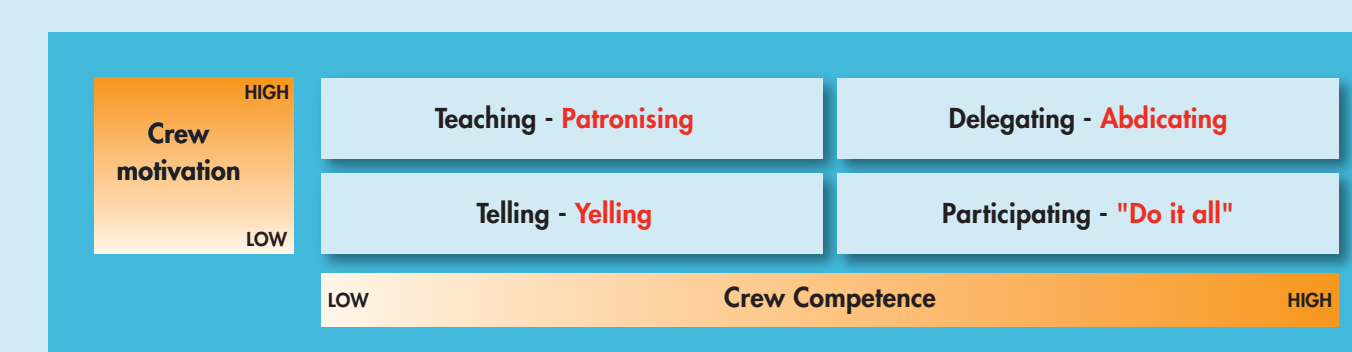 HIGH
Crew
motivation
LOW
Teaching - Patronising
Delegating - Abdicating
Telling - Yelling
Participating - "Do it all"
LOW
Crew Competence
HIGH